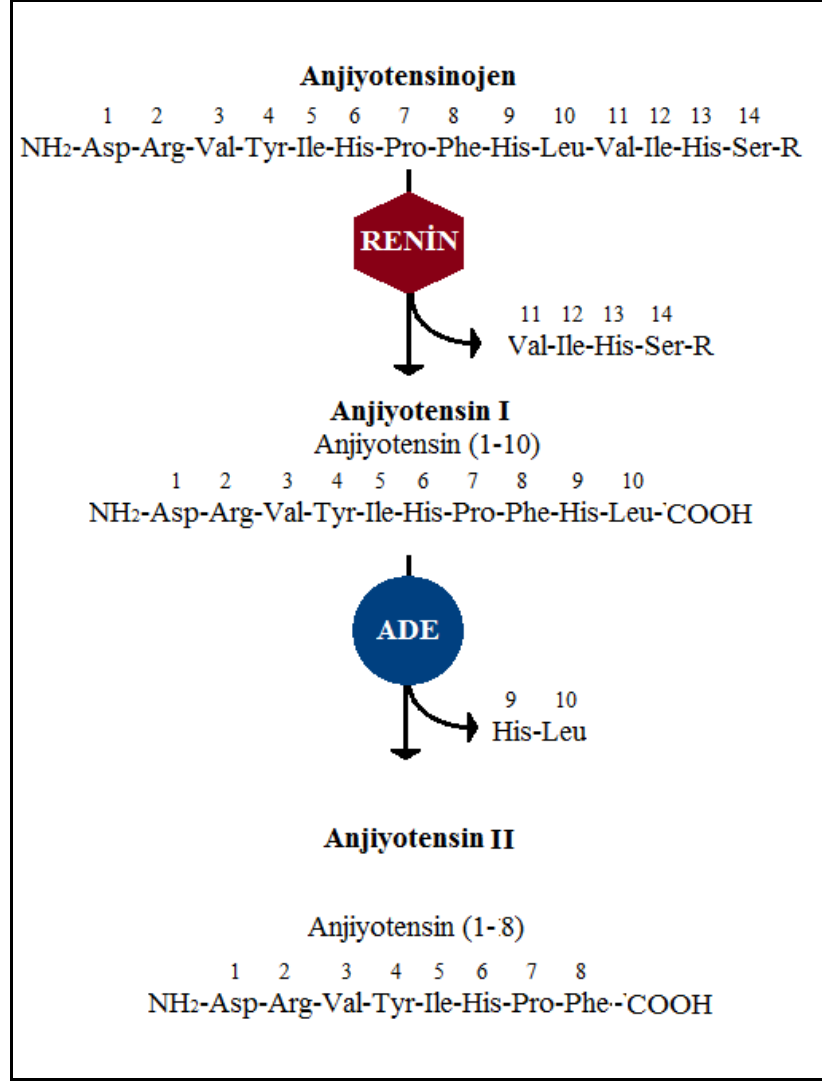 Anjiyotensinojen
1 2 3 4 5 6 7 8 9 10 11 12 13 14
NH2-Asp-Arg-Val-Tyr-Ile-His-Pro-Phe-His-Leu-Val-Ile-His-Ser-R
RENİN
11 12 13 14
Val-Ile-His-Ser-R
Anjiyotensin I
Anjiyotensin (1-10)
1 2 3 4 5 6 7 8 9 10
NH2-Asp-Arg-Val-Tyr-Ile-His-Pro-Phe-His-Leu-COOH
ADE
9 10
His-Leu
Anjiyotensin II
Anjiyotensin (1-8)
1 2 3 4 5 6 7 8
NH2-Asp-Arg-Val-Tyr-Ile-His-Pro-Phe--COOH